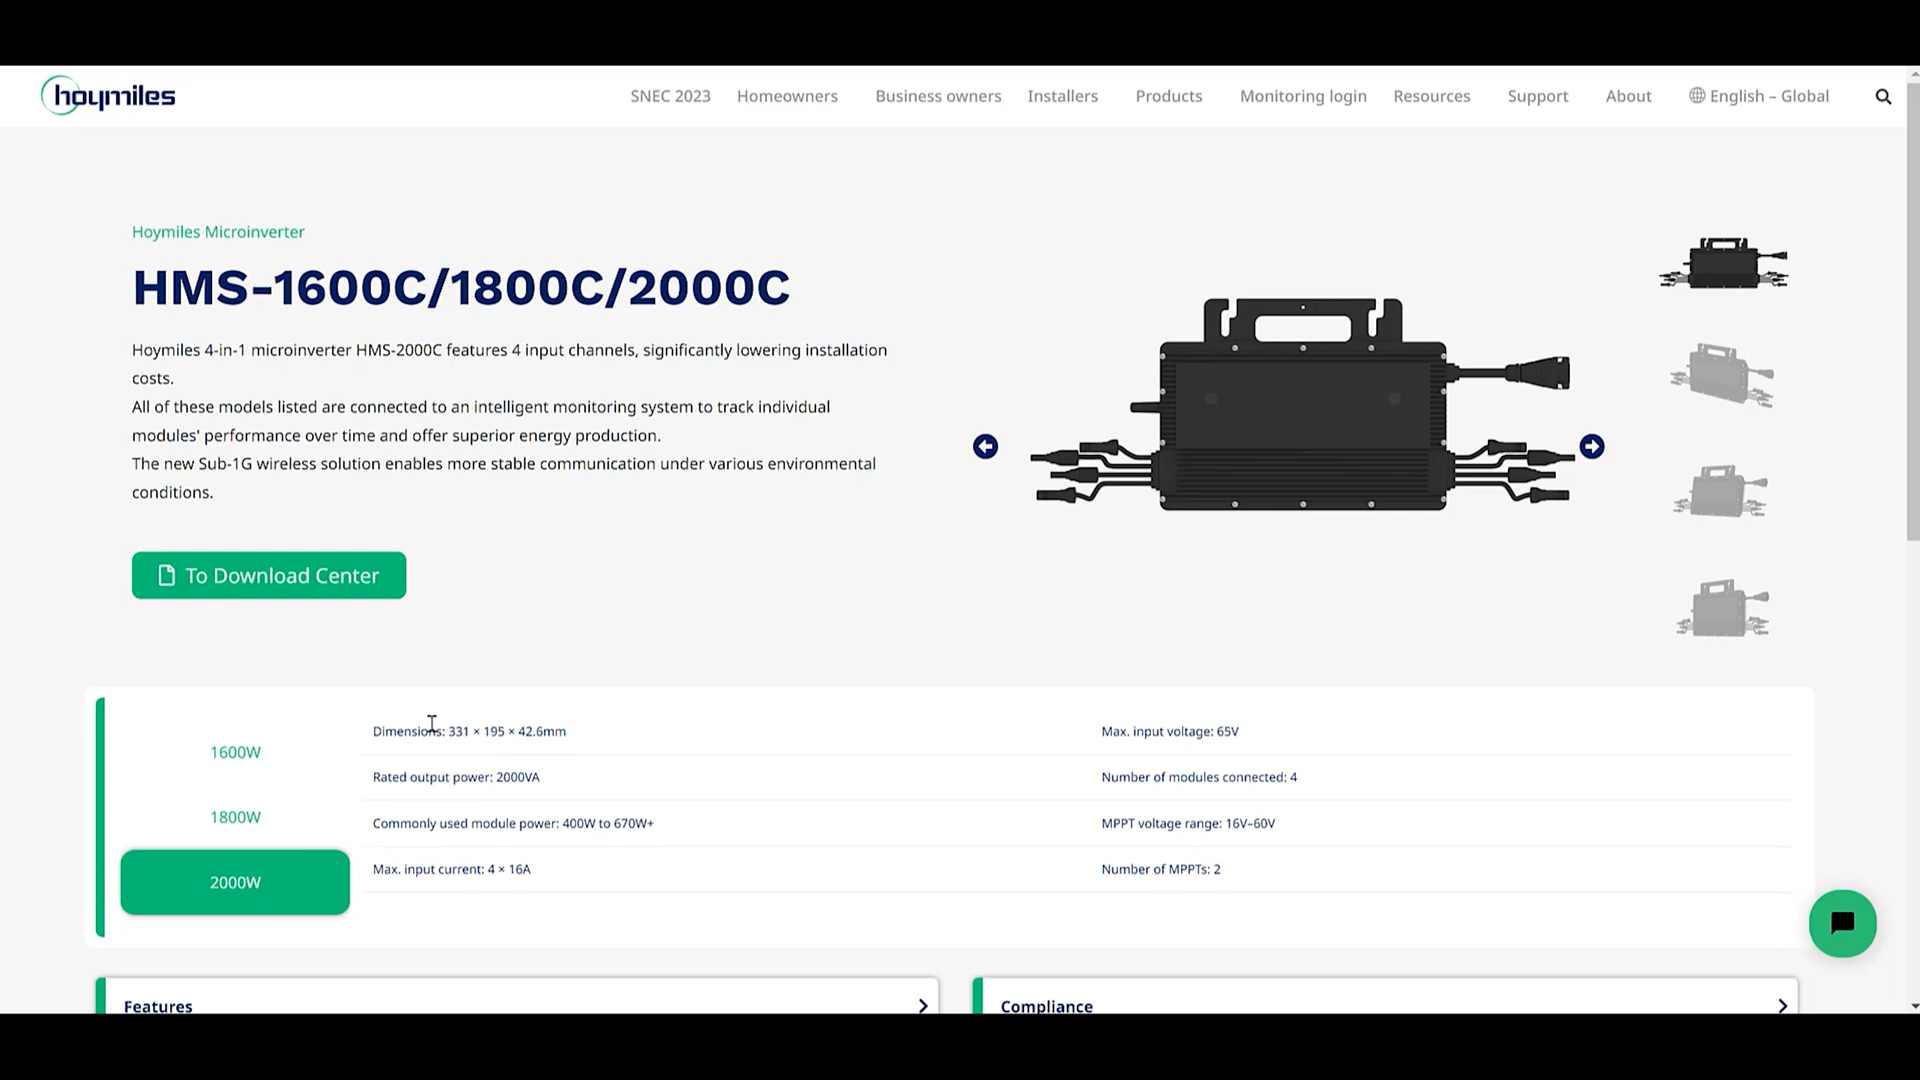 hoymiles
SNEC 2023 Homeowners Business owners Installers Products Monitoring login Resources Support About English – Global
Hoymiles Microinverter
HMS-1600C/1800C/2000C
Hoymiles 4-in-1 microinverter HMS-2000C features 4 input channels, significantly lowering installation
costs.
All of these models listed are connected to an intelligent monitoring system to track individual
modules' performance over time and offer superior energy production.
The new Sub-1G wireless solution enables more stable communication under various environmental
conditions.
To Download Center
1600W
1800W
2000W
Dimensions: 331 × 195 × 42.6mm
Rated output power: 2000VA
Commonly used module power: 400W to 670W+
Max. input current: 4 × 16A
Max. input voltage: 65V
Number of modules connected: 4
MPPT voltage range: 16V–60V
Number of MPPTs: 2
Features
Compliance